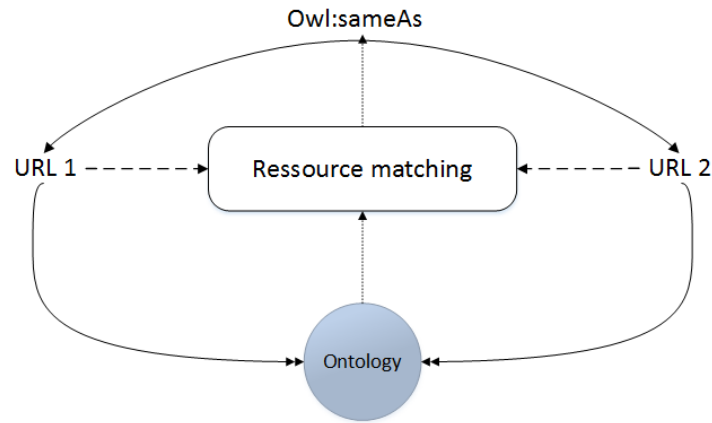 Owl:sameAs
URL 1
Ressource matching
URL 2
Ontology